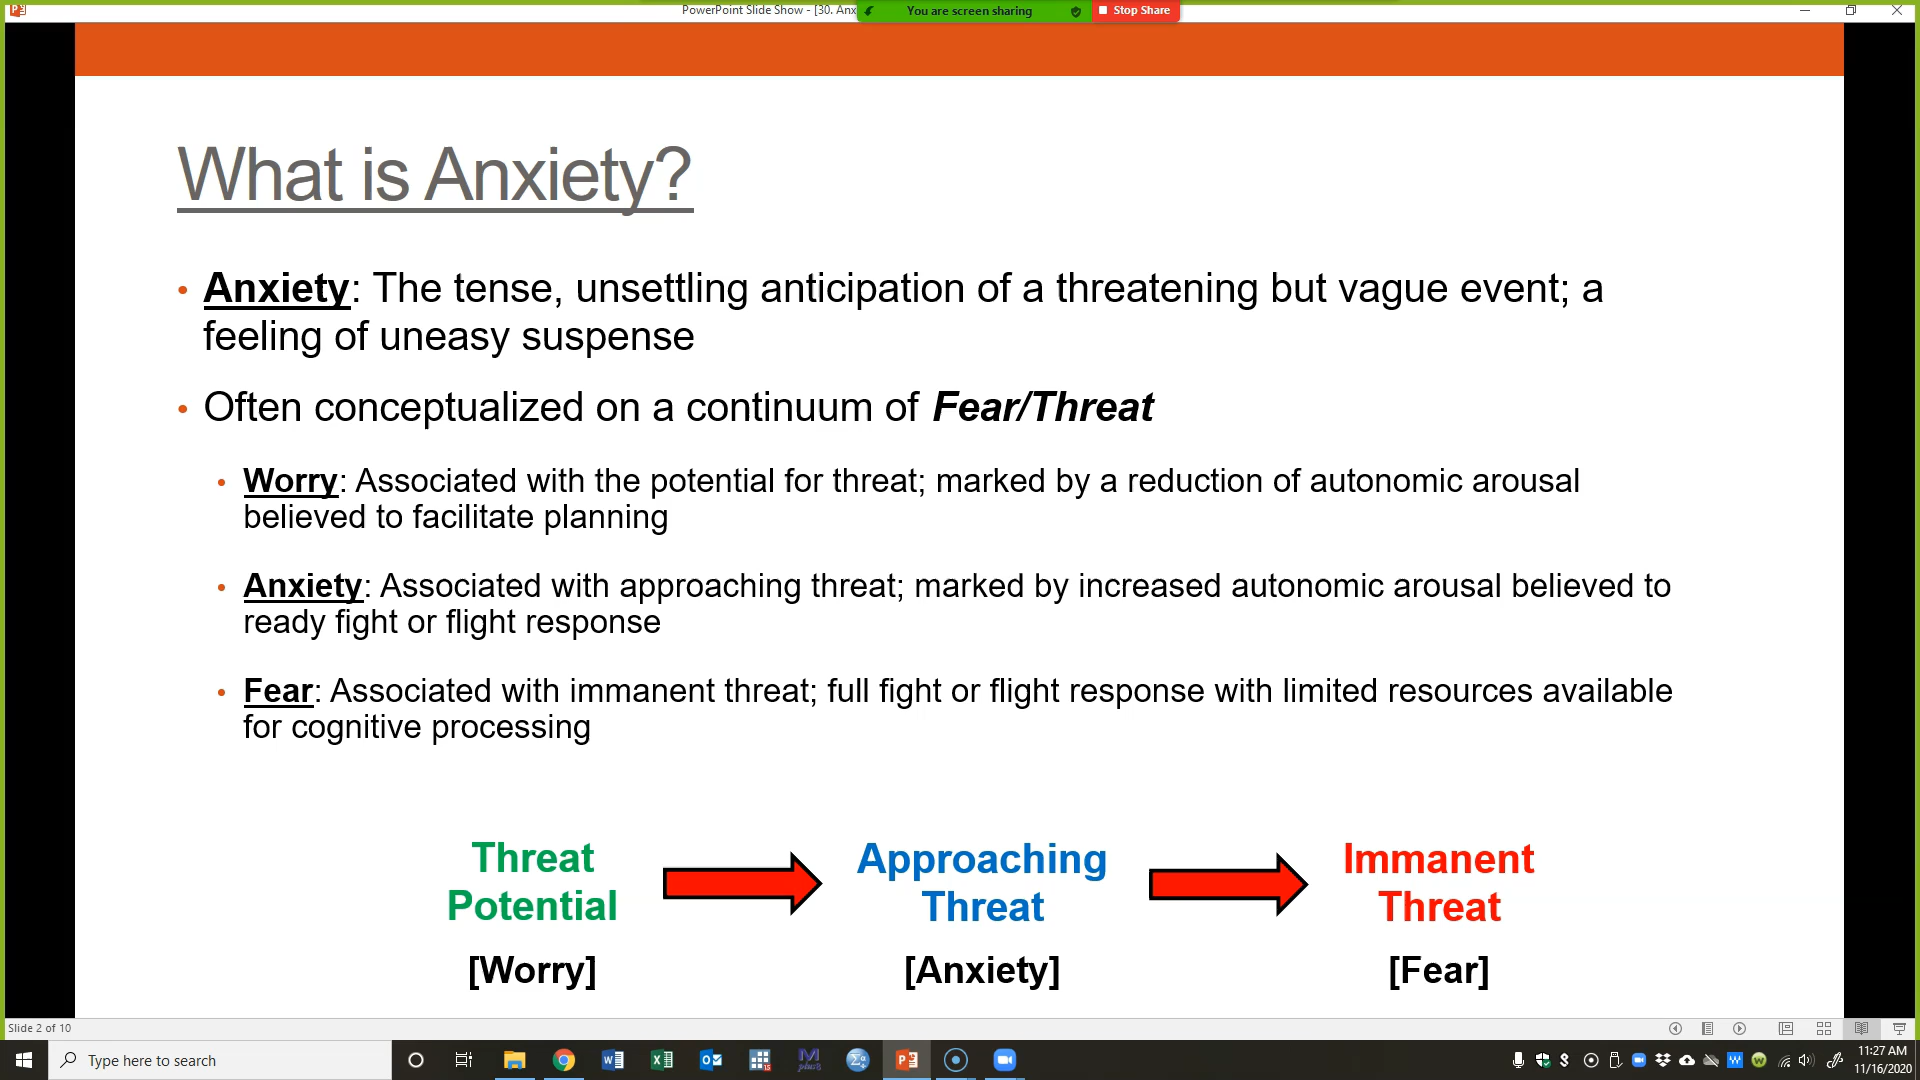 PowerPoint Slide Show - [30. Anx
You are screen sharing
Stop Share
What is Anxiety?
• Anxiety: The tense, unsettling anticipation of a threatening but vague event; a
feeling of uneasy suspense
• Often conceptualized on a continuum of Fear/Threat
• Worry: Associated with the potential for threat; marked by a reduction of autonomic arousal
believed to facilitate planning
• Anxiety: Associated with approaching threat; marked by increased autonomic arousal believed to
ready fight or flight response
• Fear: Associated with immanent threat; full fight or flight response with limited resources available
for cognitive processing
Threat
Potential
[Worry]
Approaching
Threat
[Anxiety]
Immanent
Threat
[Fear]
Slide 2 of 10
Type here to search
11:27 AM
11/16/2020